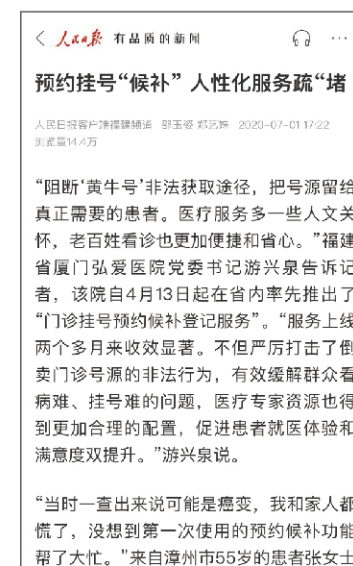 人民日报 有品质的新闻
预约挂号“候补” 人性化服务疏“堵
人民日报客户端福建频道 邵玉姿 郑艺姝 2020-07-01 17:22
浏览量14.4万
“阻断‘黄牛号’非法获取途径，把号源留给
真正需要的患者。医疗服务多一些人文关
怀，老百姓看诊也更加便捷和省心。”福建
省厦门弘爱医院党委书记游兴泉告诉记
者，该院自4月13日起在省内率先推出了
“门诊挂号预约候补登记服务”。“服务上线
两个多月来收效显著。不但严厉打击了倒
卖门诊号源的非法行为，有效缓解群众看
病难、挂号难的问题，医疗专家资源也得
到更加合理的配置，促进患者就医体验和
满意度双提升。”游兴泉说。
“当时一查出来说可能是癌变，我和家人都
慌了，没想到第一次使用的预约候补功能
帮了大忙。”来自漳州市55岁的患者张女士